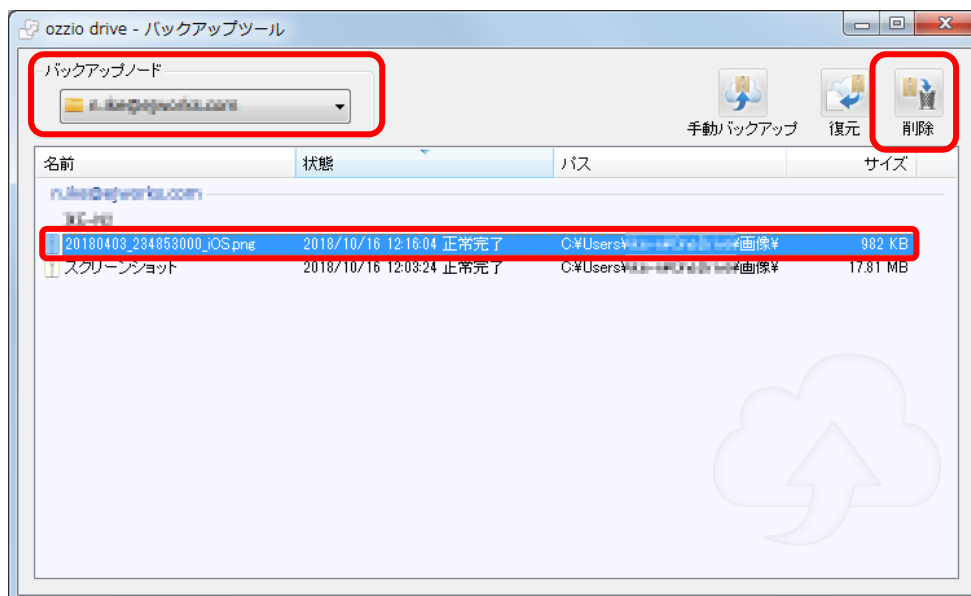 ozzio drive - バックアップツール
バックアップノード
手動バックアップ 復元 削除
名前 状態 パス サイズ
20180403_234853000_iOS.png 2018/10/16 12:16:04 正常完了 C:¥Users¥ ¥画像¥ 982 KB
スクリーンショット 2018/10/16 12:03:24 正常完了 C:¥Users¥ ¥画像¥ 17.81 MB